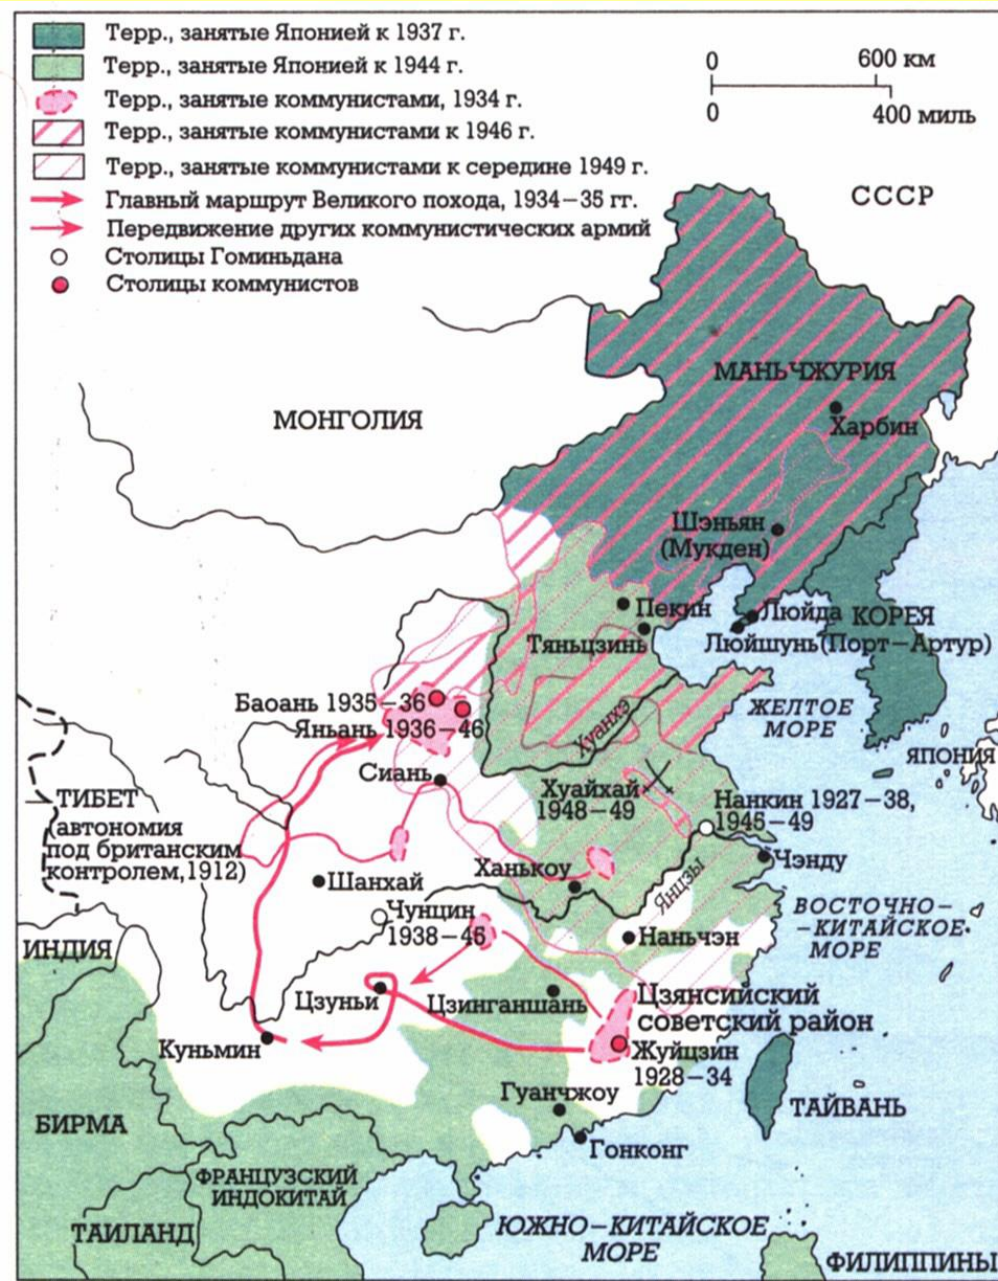 Терр., занятые Японией к 1937 г.
Терр., занятые Японией к 1944 г.
Терр., занятые коммунистами, 1934 г.
Терр., занятые коммунистами к 1946 г.
Терр., занятые коммунистами к середине 1949 г.
Главный маршрут Великого похода, 1934–35 гг.
Передвижение других коммунистических армий
Столицы Гоминьдана
Столицы коммунистов
0 600 км
0 400 миль
СССР
МАНЬЧЖУРИЯ
МОНГОЛИЯ
Харбин
Шэньян
(Мукден)
Пекин
Люйда
КОРЕЯ
Тяньцзинь
Люйшунь(Порт–Артур)
Баоань 1935–36
Яньань 1936–46
Хуанхэ
ЖЕЛТОЕ
МОРЕ
ЯПОНИЯ
Сиань
Хуайхай
1948–49
Нанкин 1927–38,
1945–49
ТИБЕТ
(автономия
под британским
контролем,1912)
Ханькоу
Янцзы
Чэнду
Шанхай
Чунцин
1938–46
ВОСТОЧНО–
–КИТАЙСКОЕ
МОРЕ
ИНДИЯ
Наньчэн
Цзуньи
Цзинганшань
Цзянсийский
советский район
Куньмин
Жуйцзин
1928–34
Гуанчжоу
ТАЙВАНЬ
БИРМА
Гонконг
ФРАНЦУЗСКИЙ
ИНДОКИТАЙ
ТАИЛАНД
ЮЖНО–КИТАЙСКОЕ
МОРЕ
ФИЛИППИНЫ